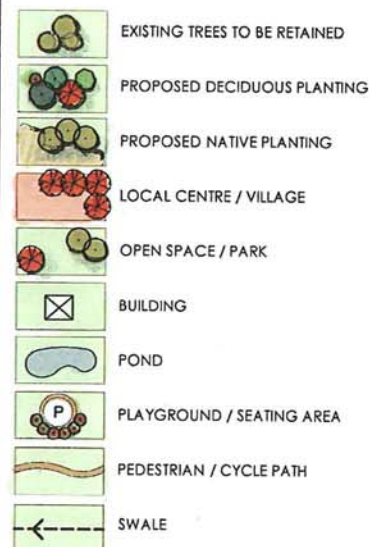 EXISTING TREES TO BE RETAINED
PROPOSED DECIDUOUS PLANTING
PROPOSED NATIVE PLANTING
LOCAL CENTRE / VILLAGE
OPEN SPACE / PARK
BUILDING
POND
P
PLAYGROUND / SEATING AREA
PEDESTRIAN / CYCLE PATH
SWALE